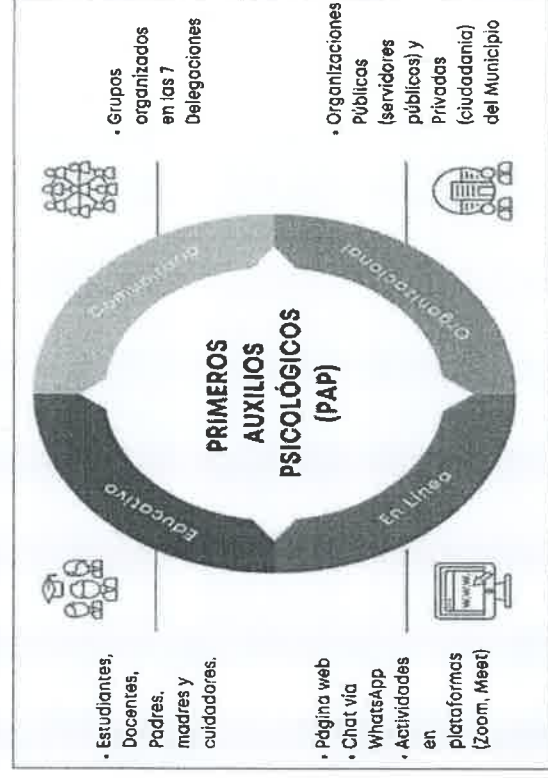 • Estudiantes,
Docentes,
Padres,
madres y
cuidadores.
Educativo
Comunitario
• Grupos
organizados
en las 7
Delegaciones
PRIMEROS
AUXILIOS
PSICOLÓGICOS
(PAP)
• Página web
• Chat vía
WhatsApp
• Actividades
en
plataformas
(Zoom, Meet)
www.
En Línea
Organizacional
• Organizaciones
Públicas
(servidores
públicos) y
Privadas
(ciudadanía)
del Municipio